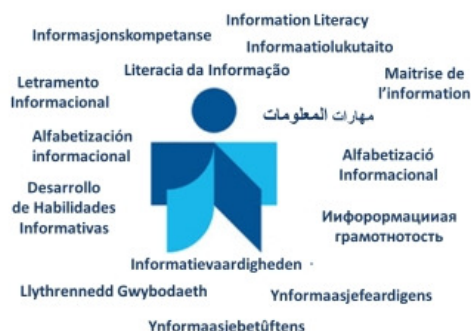 Information Literacy
Informasjonskompetanse
Informaatiolukutaito
Literacia da Informação
Maitrise de
l'information
Letramento
Informacional
مهارات المعلومات
Alfabetización
informacional
Alfabetizació
Informacional
Desarrollo
de Habilidades
Informativas
Инфорормациииая
грамотнотость
Informatievaardigheden
Llythrennedd Gwybodaeth
Ynformaasjefeardigens
Ynformaasjebetûftens